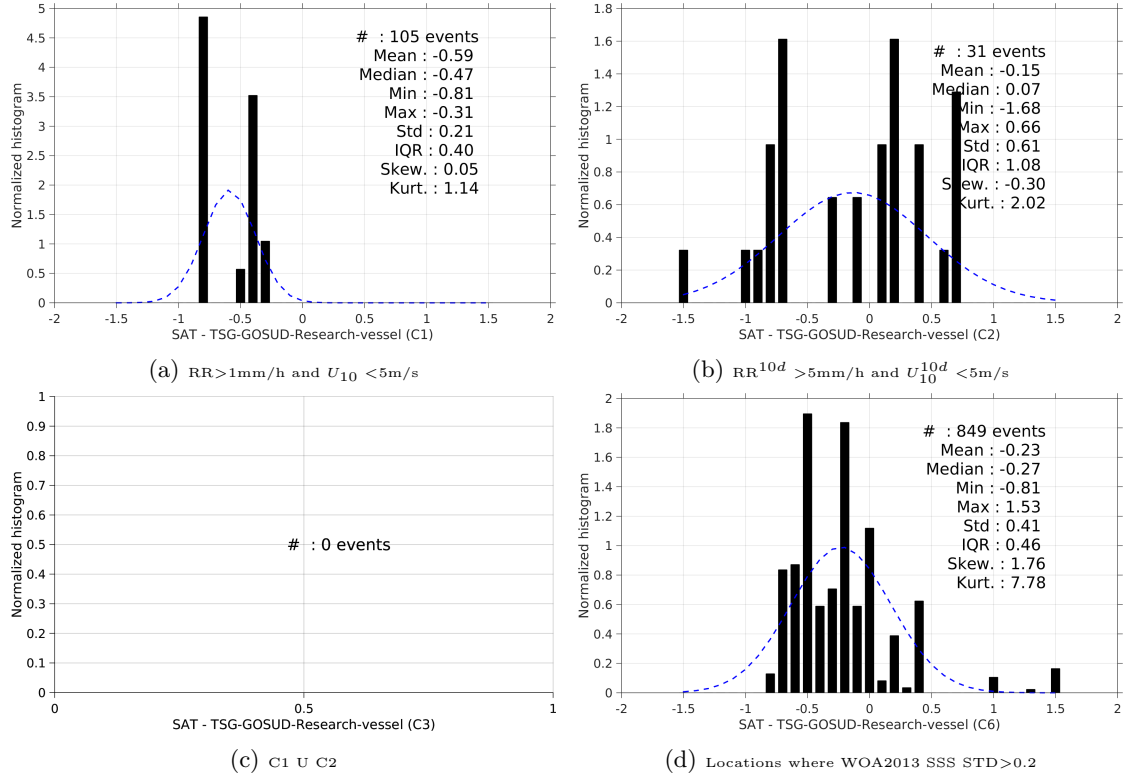 5
4.5
4
3.5
3
2.5
2
1.5
1
0.5
0
-2
-1.5
-1
-0.5
0
0.5
1
1.5
2
Normalized histogram
SAT - TSG-GOSUD-Research-vessel (C1)
# : 105 events
Mean : -0.59
Median : -0.47
Min : -0.81
Max : -0.31
Std : 0.21
IQR : 0.40
Skew. : 0.05
Kurt. : 1.14
(a) RR>1mm/h and U10 <5m/s
1.8
1.6
1.4
1.2
1
0.8
0.6
0.4
0.2
0
-2
-1.5
-1
-0.5
0
0.5
1
1.5
2
Normalized histogram
SAT - TSG-GOSUD-Research-vessel (C2)
# : 31 events
Mean : -0.15
Median : 0.07
Min : -1.68
Max : 0.66
Std : 0.61
IQR : 1.08
Skew. : -0.30
Kurt. : 2.02
(b) RR^10d >5mm/h and U10^10d <5m/s
1
0.9
0.8
0.7
0.6
0.5
0.4
0.3
0.2
0.1
0
0
0.5
1
Normalized histogram
SAT - TSG-GOSUD-Research-vessel (C3)
# : 0 events
(c) C1 U C2
2
1.8
1.6
1.4
1.2
1
0.8
0.6
0.4
0.2
0
-2
-1.5
-1
-0.5
0
0.5
1
1.5
2
Normalized histogram
SAT - TSG-GOSUD-Research-vessel (C6)
# : 849 events
Mean : -0.23
Median : -0.27
Min : -0.81
Max : 1.53
Std : 0.41
IQR : 0.46
Skew. : 1.76
Kurt. : 7.78
(d) Locations where WOA2013 SSS STD>0.2